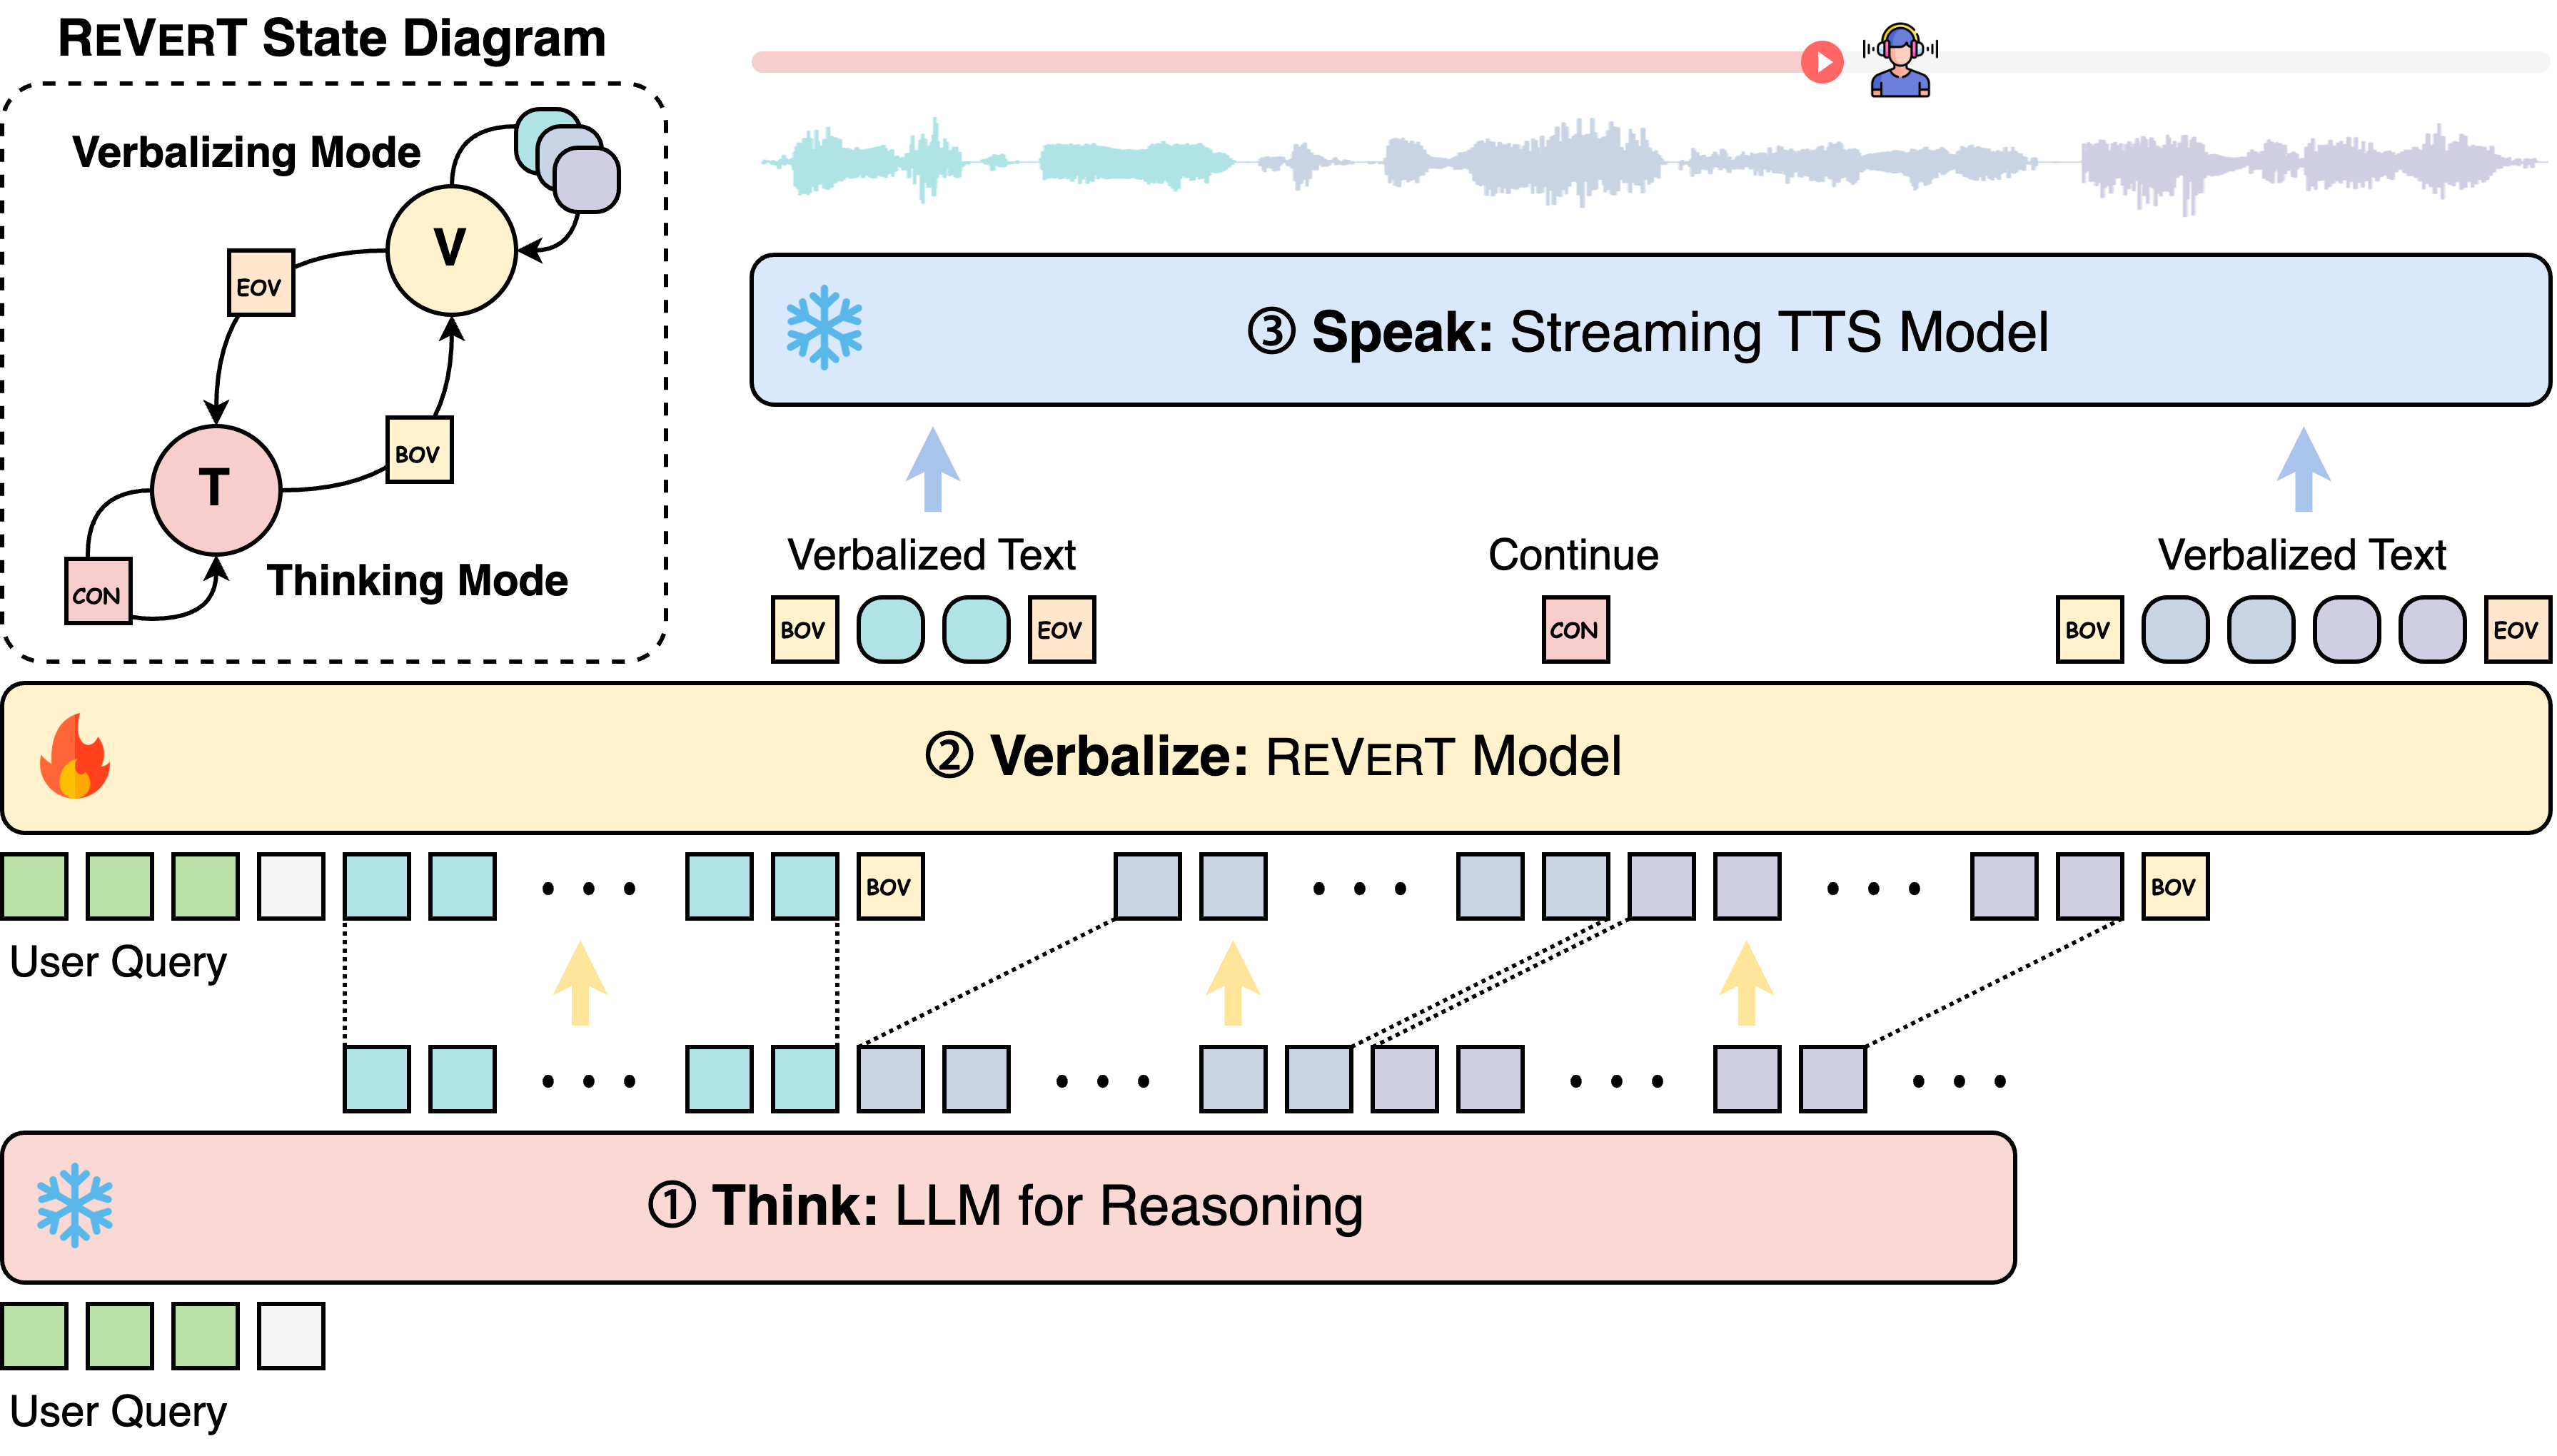 REVERT State Diagram
Verbalizing Mode
V
EOV
BOV
T
CON
Thinking Mode
③ Speak: Streaming TTS Model
Verbalized Text
Continue
Verbalized Text
BOV
EOV
CON
BOV
EOV
② Verbalize: REVERT Model
BOV
BOV
User Query
① Think: LLM for Reasoning
User Query